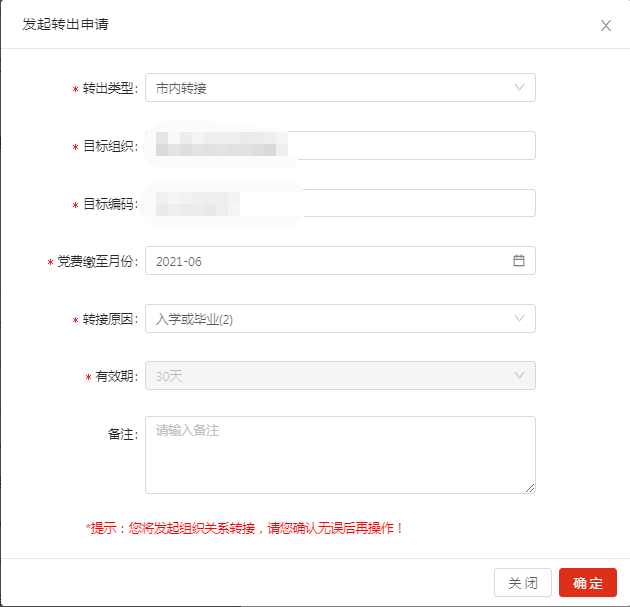 发起转出申请
* 转出类型: 市内转接
* 目标组织:
* 目标编码:
* 党费缴至月份: 2021-06
* 转接原因: 入学或毕业(2)
* 有效期: 30天
备注: 请输入备注
*提示：您将发起组织关系转接，请您确认无误后再操作！
关 闭 确 定